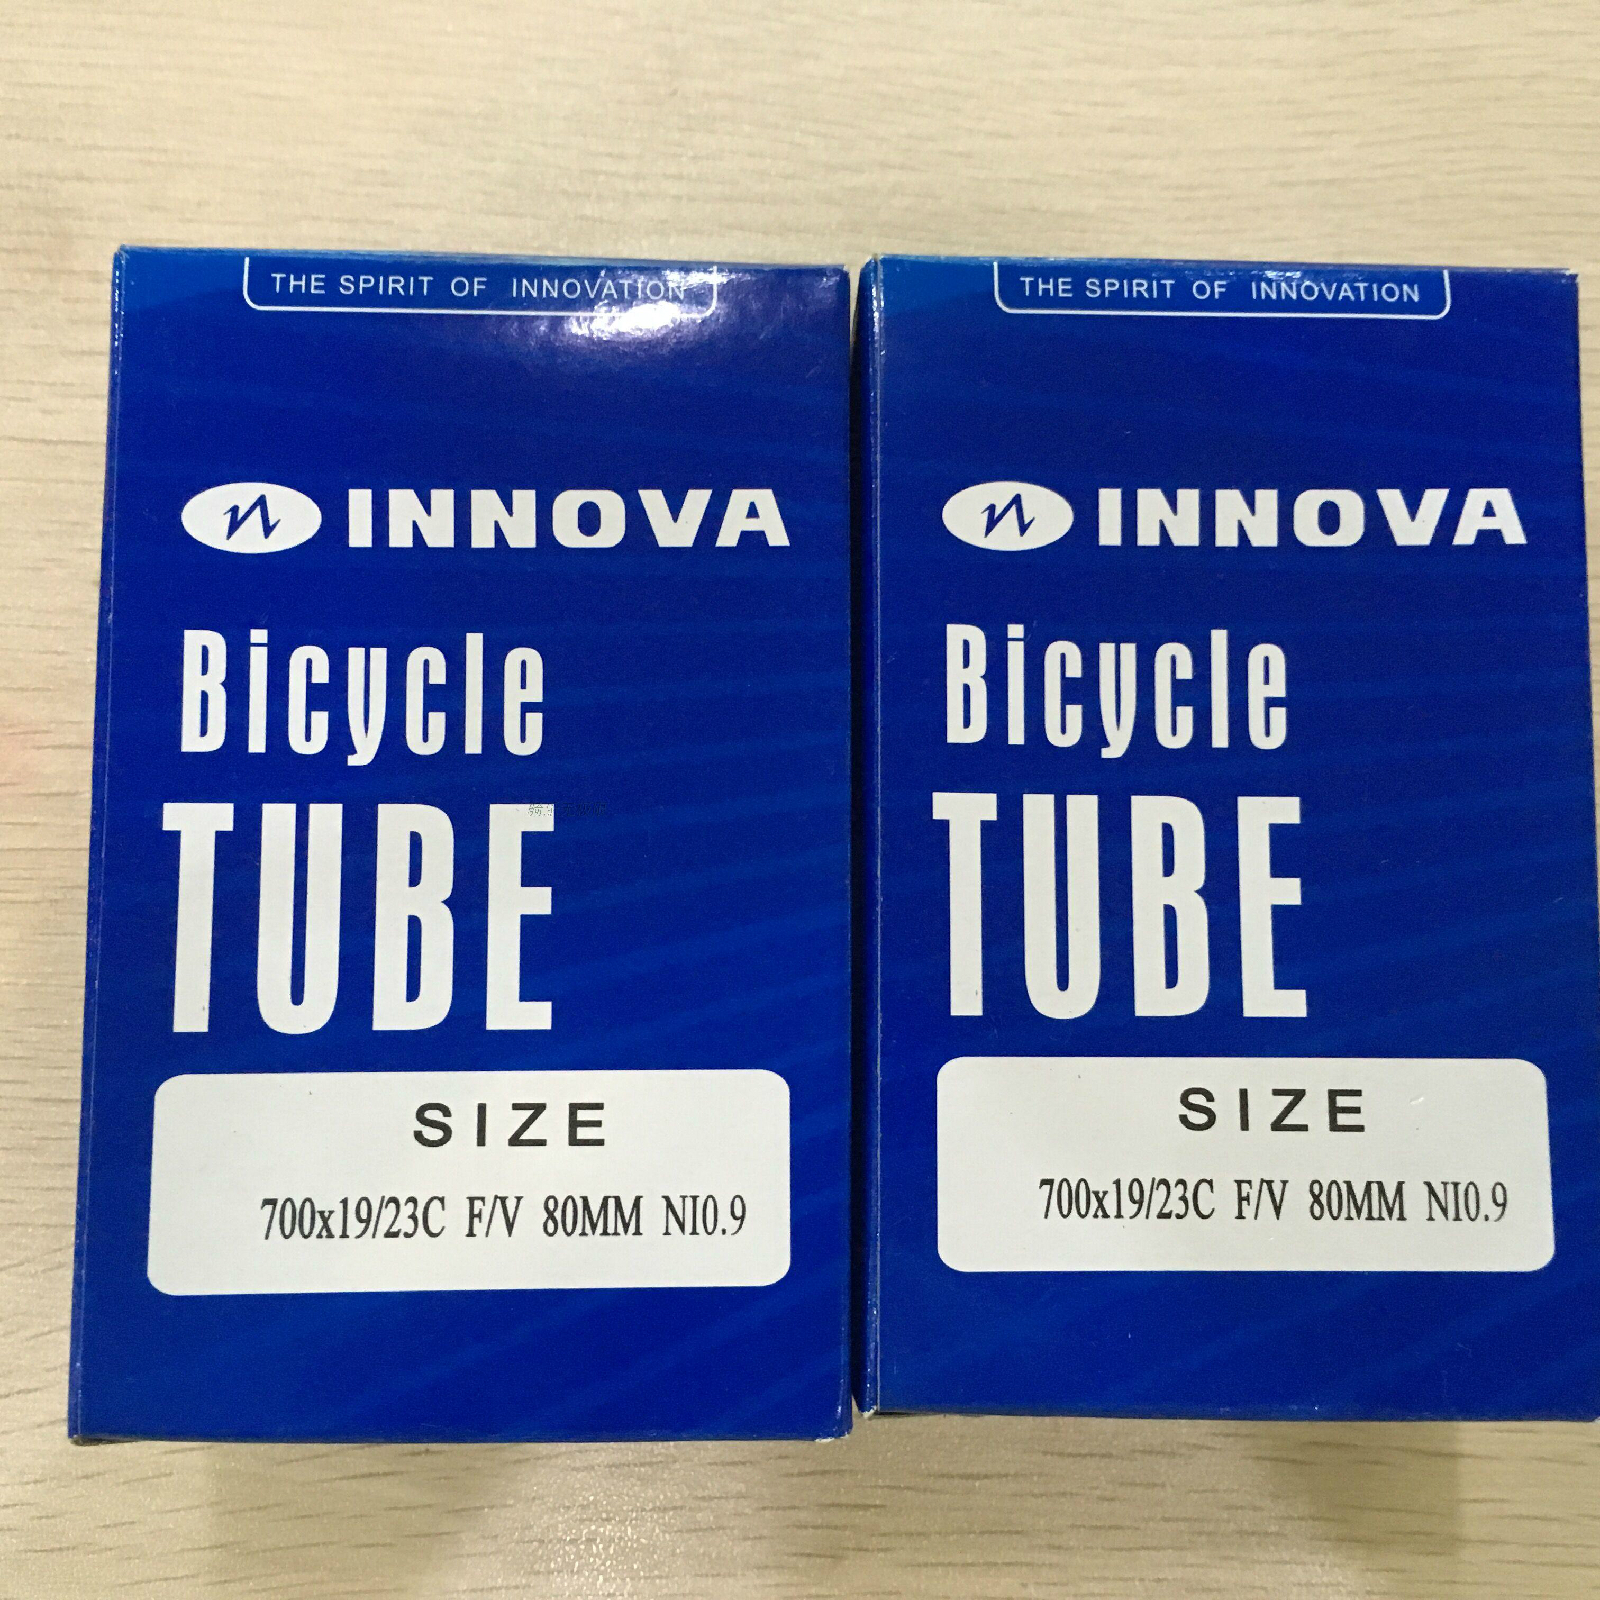 THE SPIRIT OF INNOVATION
INNOVA
Bicycle
TUBE
SIZE
700x19/23C F/V 80MM NI0.9
THE SPIRIT OF INNOVATION
INNOVA
Bicycle
TUBE
SIZE
700x19/23C F/V 80MM NI0.9